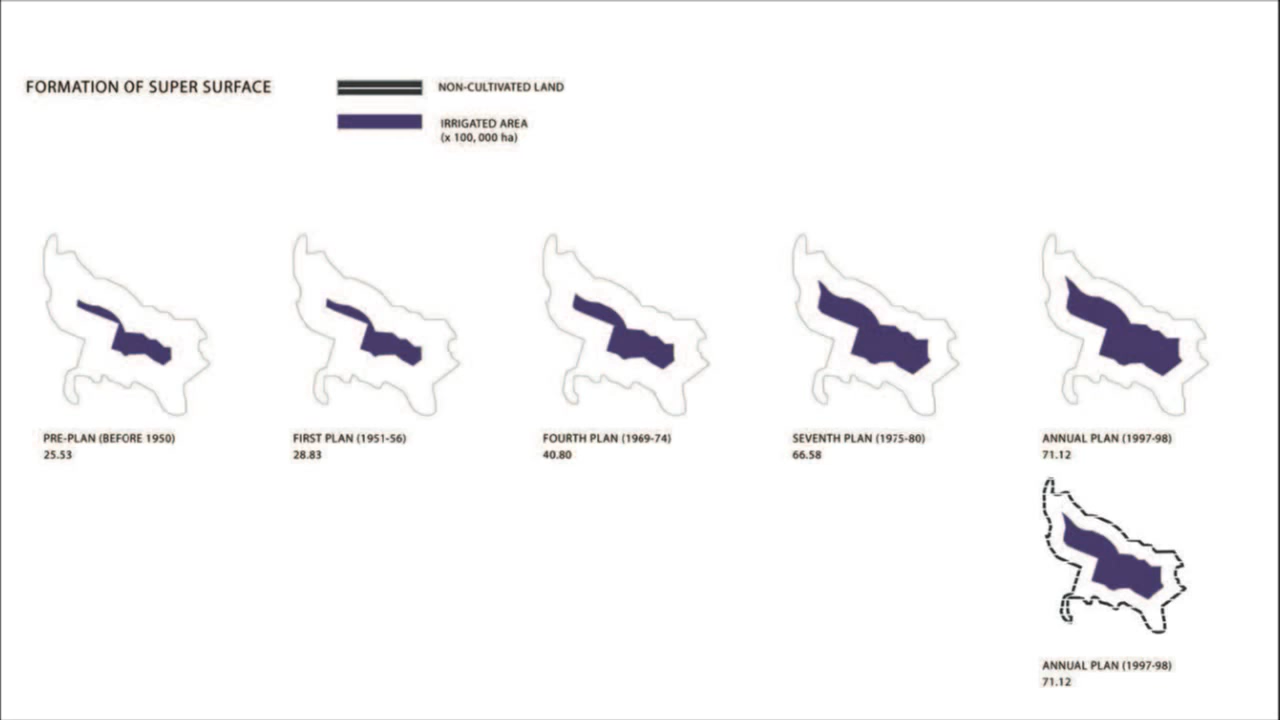 FORMATION OF SUPER SURFACE
NON-CULTIVATED LAND
IRRIGATED AREA
(x 100, 000 ha)
PRE-PLAN (BEFORE 1950)
25.53
FIRST PLAN (1951-56)
28.83
FOURTH PLAN (1969-74)
40.80
SEVENTH PLAN (1975-80)
66.58
ANNUAL PLAN (1997-98)
71.12
ANNUAL PLAN (1997-98)
71.12